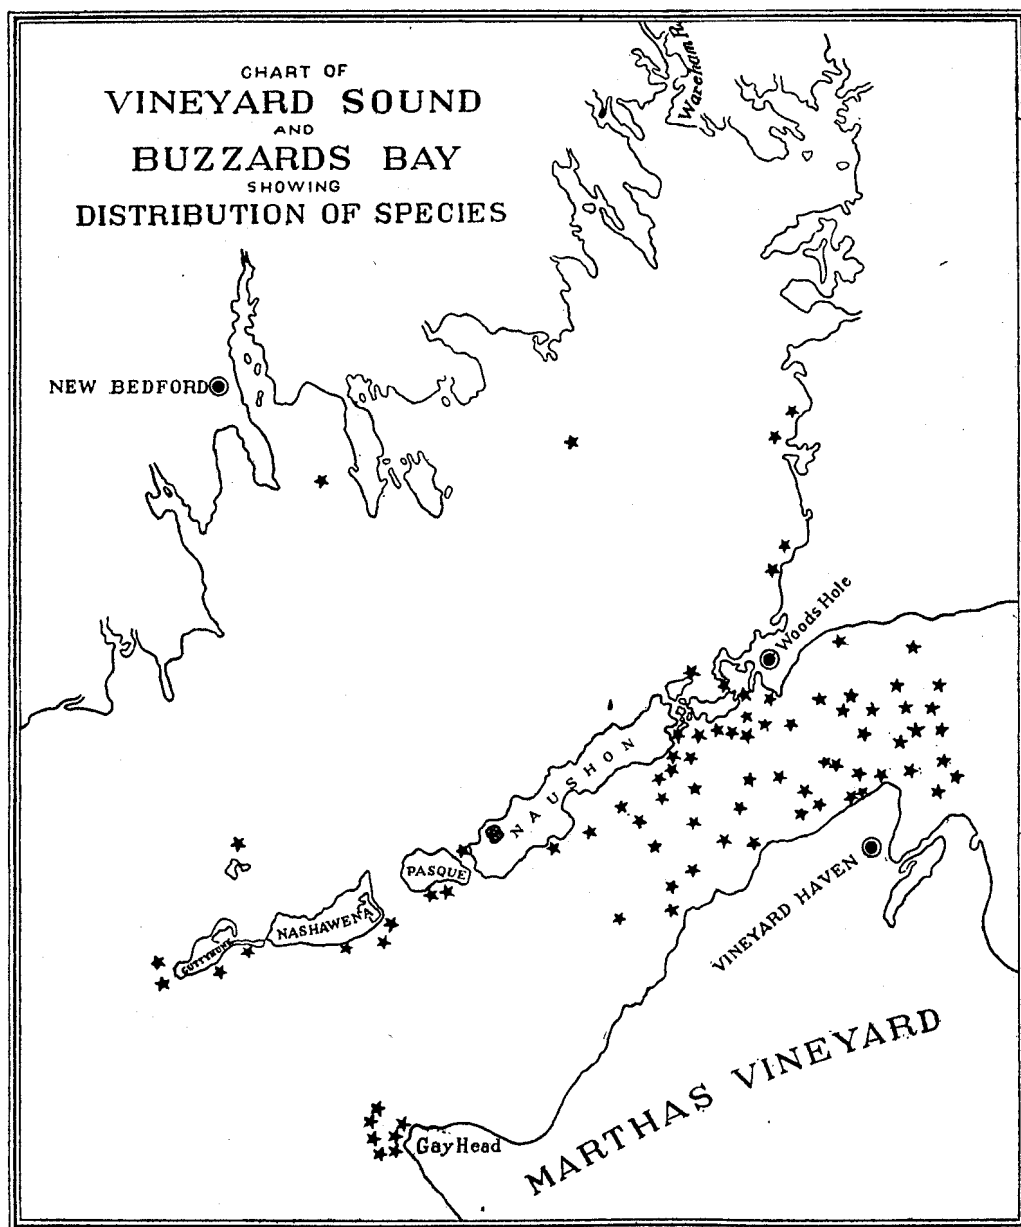 CHART OF
VINEYARD SOUND
AND
BUZZARDS BAY
SHOWING
DISTRIBUTION OF SPECIES
Wareham R.
NEW BEDFORD
Woods Hole
NAUSHON
PASQUE
NASHAWENA
CUTTYHUNK
VINEYARD HAVEN
MARTHAS VINEYARD
Gay Head